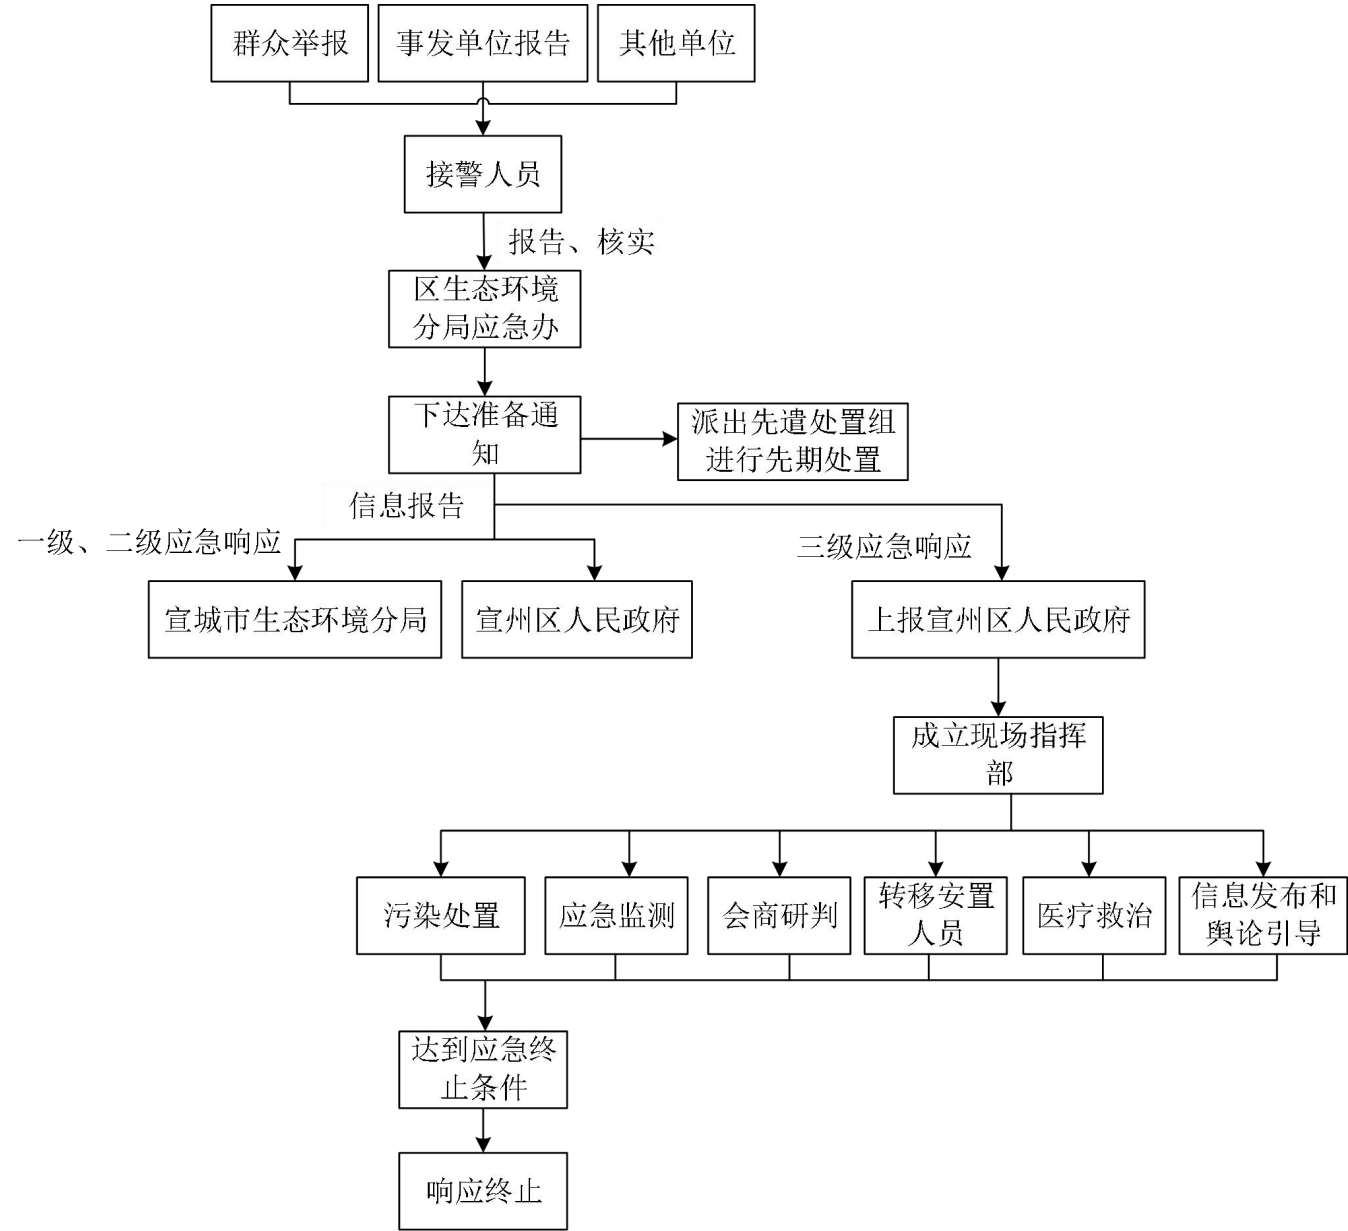 群众举报
事发单位报告
其他单位
接警人员
报告、核实
区生态环境
分局应急办
下达准备通
知
派出先遣处置组
进行先期处置
信息报告
一级、二级应急响应
三级应急响应
宣城市生态环境分局
宣州区人民政府
上报宣州区人民政府
成立现场指挥
部
污染处置
应急监测
会商研判
转移安置
人员
医疗救治
信息发布和
舆论引导
达到应急终
止条件
响应终止